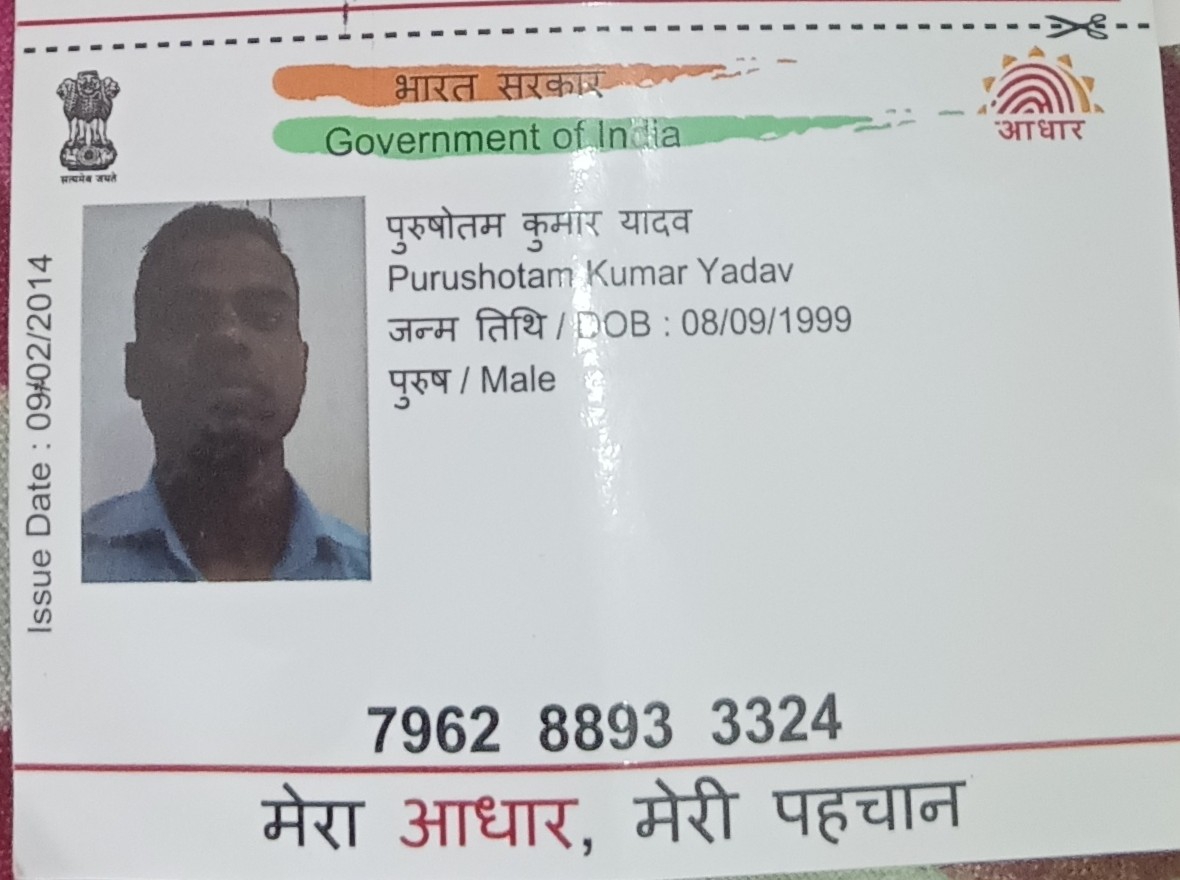 भारत सरकार
Government of India
आधार
सत्यमेव जयते
पुरुषोतम कुमार यादव
Purushotam Kumar Yadav
जन्म तिथि / DOB : 08/09/1999
पुरुष / Male
Issue Date : 09/02/2014
7962 8893 3324
मेरा आधार, मेरी पहचान